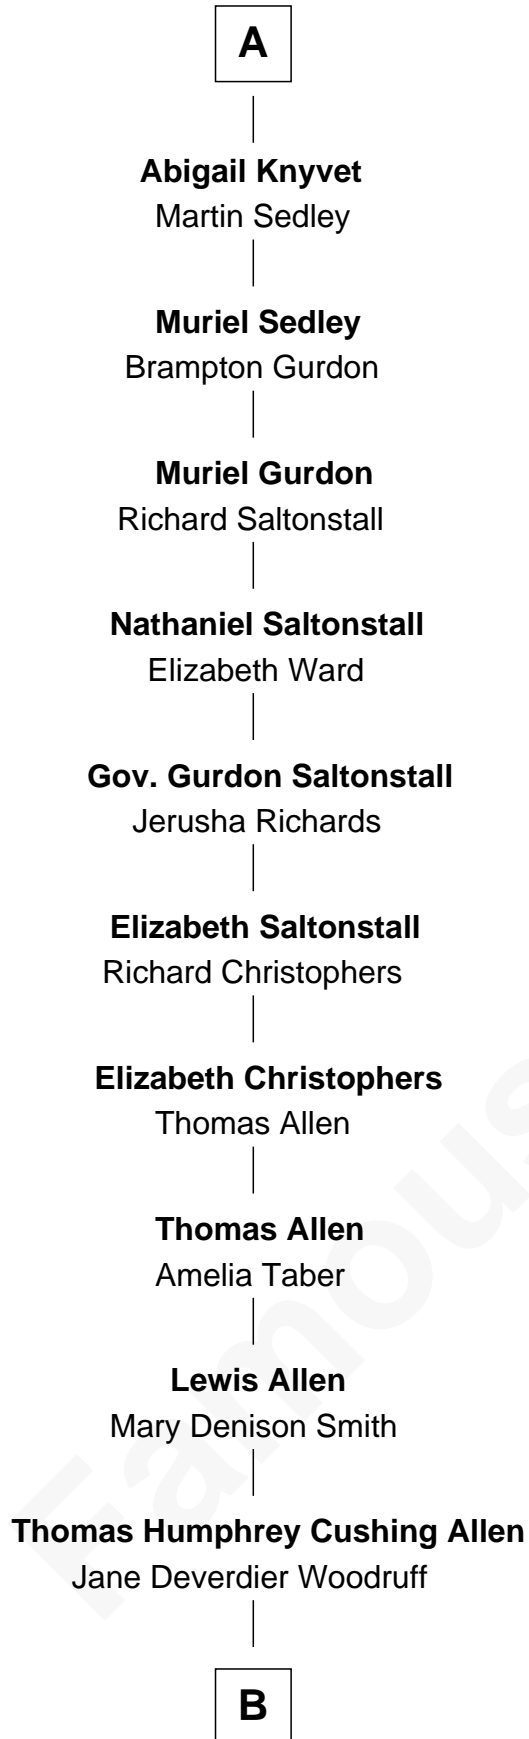 A
Abigail Knyvet
Martin Sedley
Muriel Sedley
Brampton Gurdon
Muriel Gurdon
Richard Saltonstall
Nathaniel Saltonstall
Elizabeth Ward
Gov. Gurdon Saltonstall
Jerusha Richards
Elizabeth Saltonstall
Richard Christophers
Elizabeth Christophers
Thomas Allen
Thomas Allen
Amelia Taber
Lewis Allen
Mary Denison Smith
Thomas Humphrey Cushing Allen
Jane Deverdier Woodruff
B
Famous